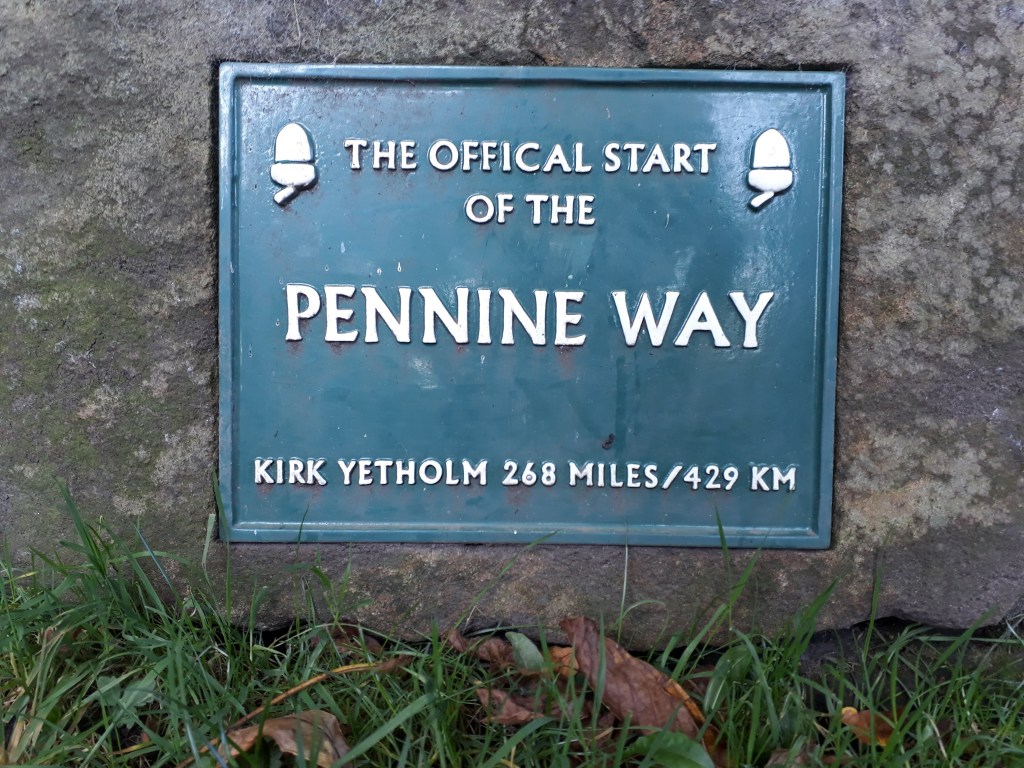 THE OFFICAL START
OF THE
PENNINE WAY
KIRK YETHOLM 268 MILES/429 KM